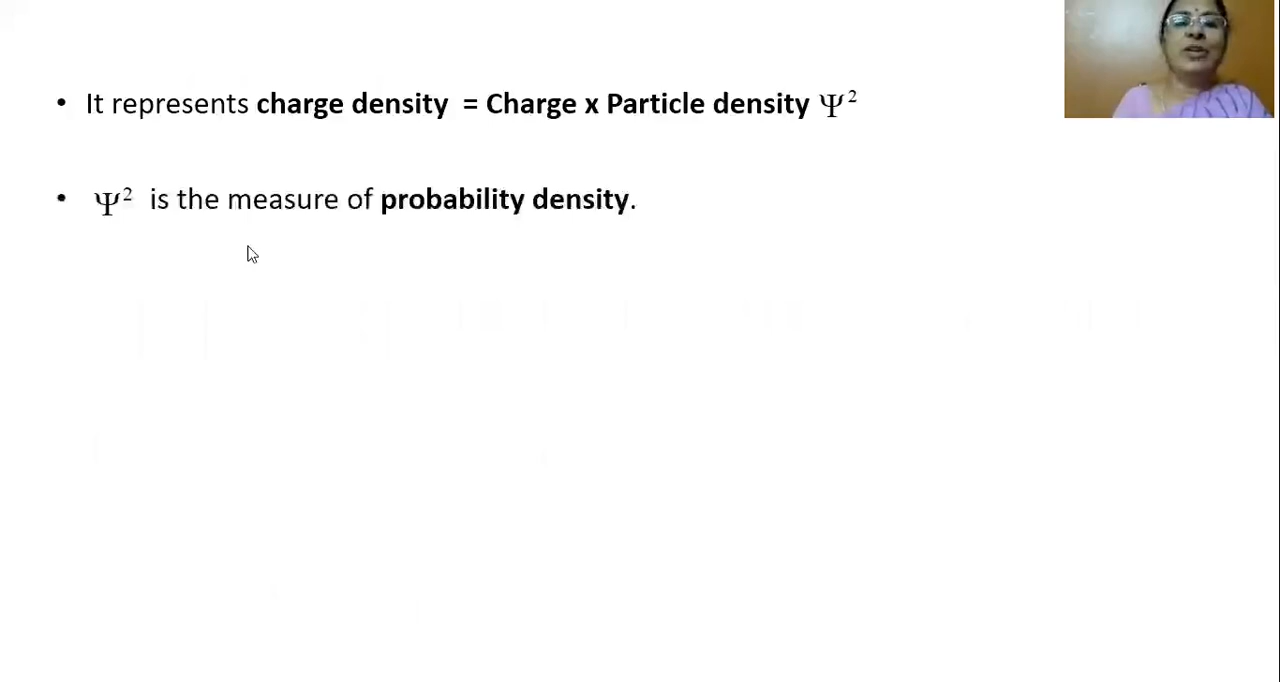 • It represents charge density = Charge x Particle density Ψ²
• Ψ² is the measure of probability density.